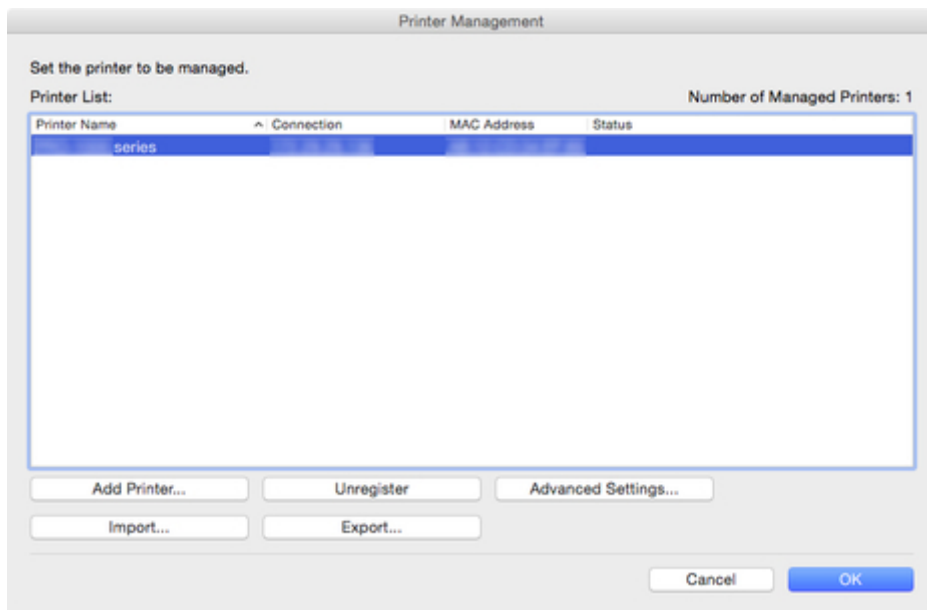 Printer Management
Set the printer to be managed.
Printer List: Number of Managed Printers: 1
Printer Name Connection MAC Address Status
series
Add Printer... Unregister Advanced Settings...
Import... Export...
Cancel OK